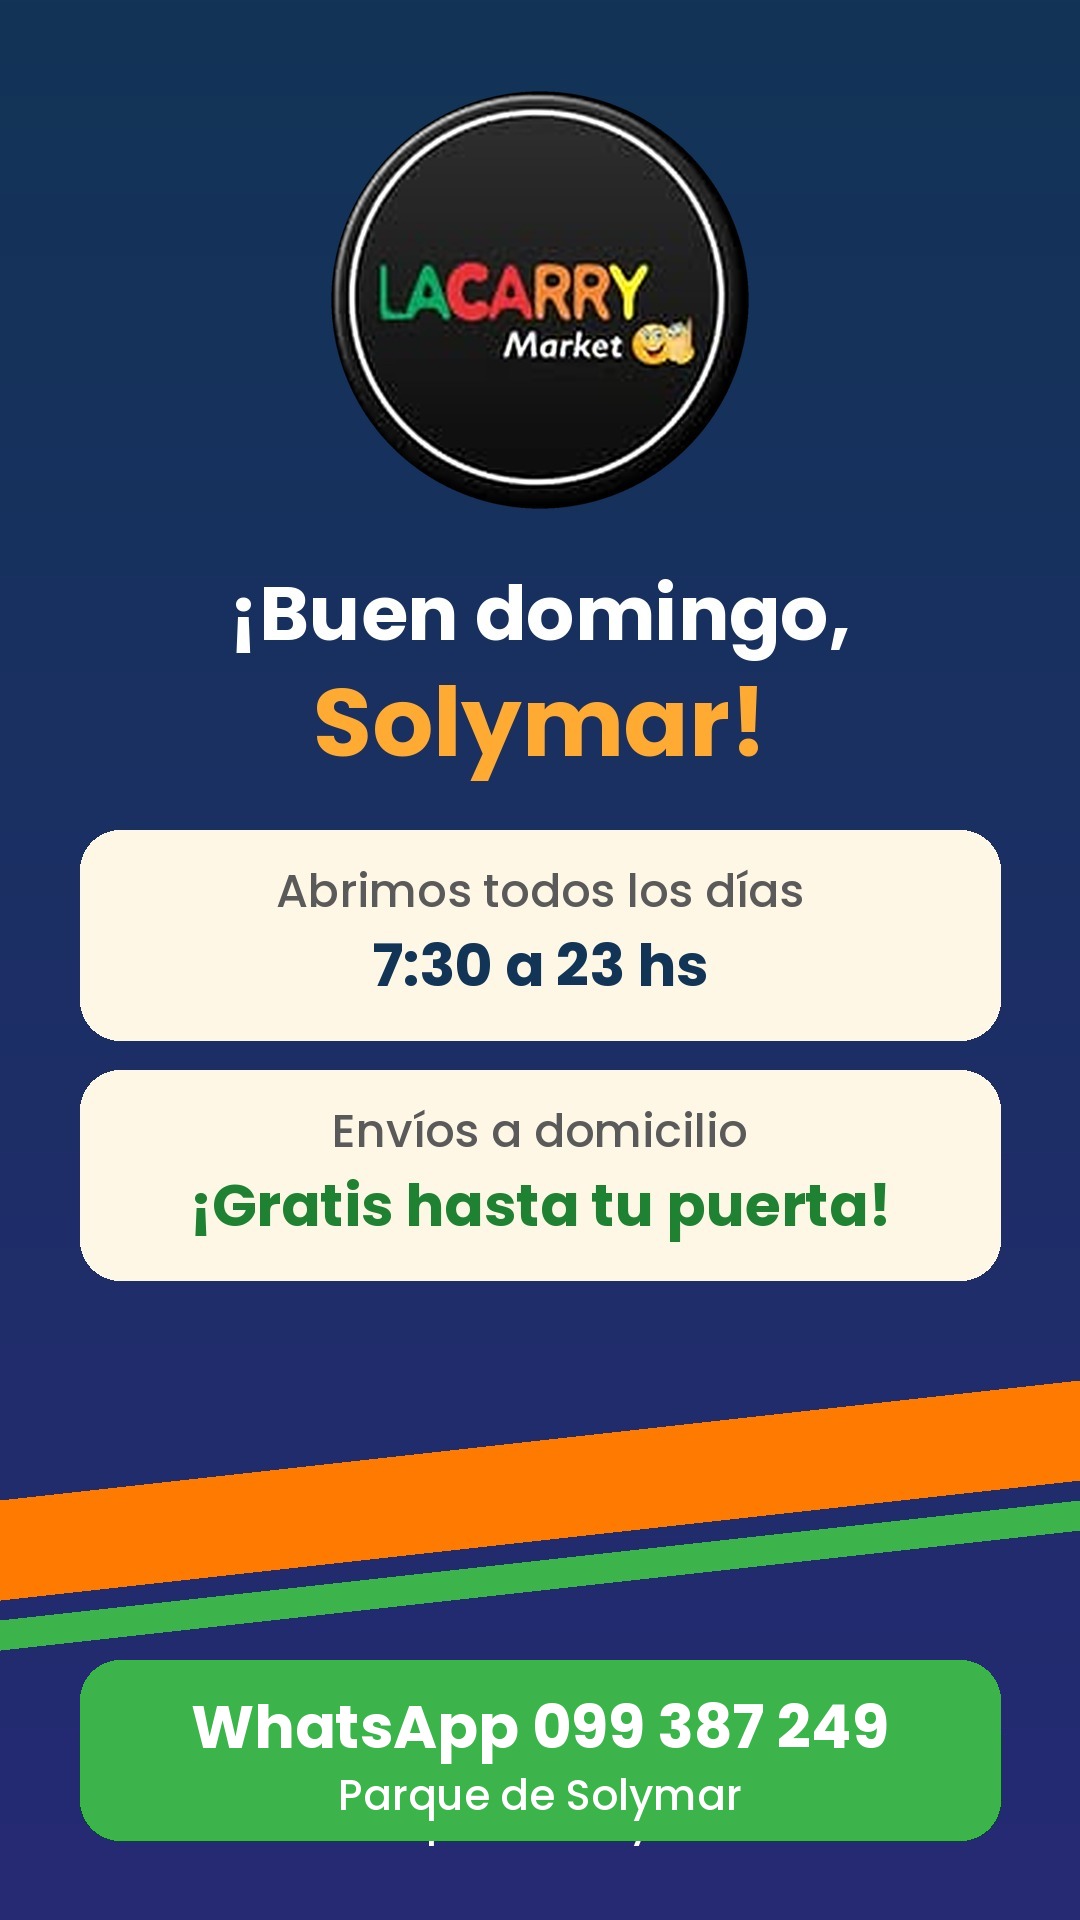 LACARRY
Market
¡Buen domingo,
Solymar!
Abrimos todos los días
7:30 a 23 hs
Envíos a domicilio
¡Gratis hasta tu puerta!
WhatsApp 099 387 249
Parque de Solymar